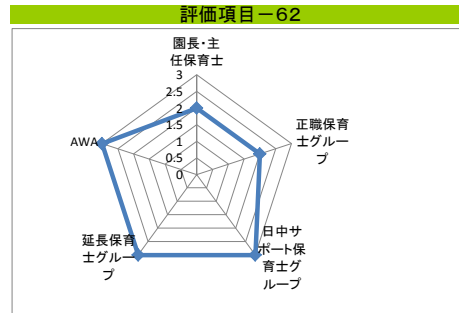 評価項目－62
園長・主
任保育士
3
2.5
2
1.5
1
0.5
0
正職保育
士グルー
プ
日中サ
ポート保
育士グ
ループ
延長保育
士グルー
プ
AWA